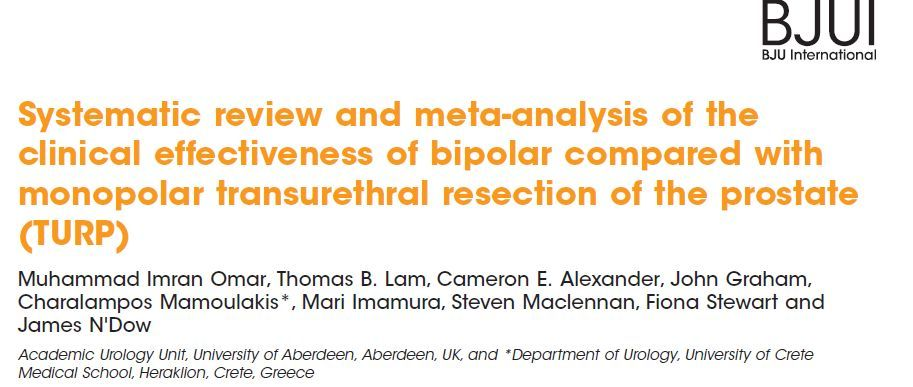 BJUI
BJU International
Systematic review and meta-analysis of the
clinical effectiveness of bipolar compared with
monopolar transurethral resection of the prostate
(TURP)
Muhammad Imran Omar, Thomas B. Lam, Cameron E. Alexander, John Graham,
Charalampos Mamoulakis*, Mari Imamura, Steven Maclennan, Fiona Stewart and
James N'Dow
Academic Urology Unit, University of Aberdeen, Aberdeen, UK, and *Department of Urology, University of Crete
Medical School, Heraklion, Crete, Greece